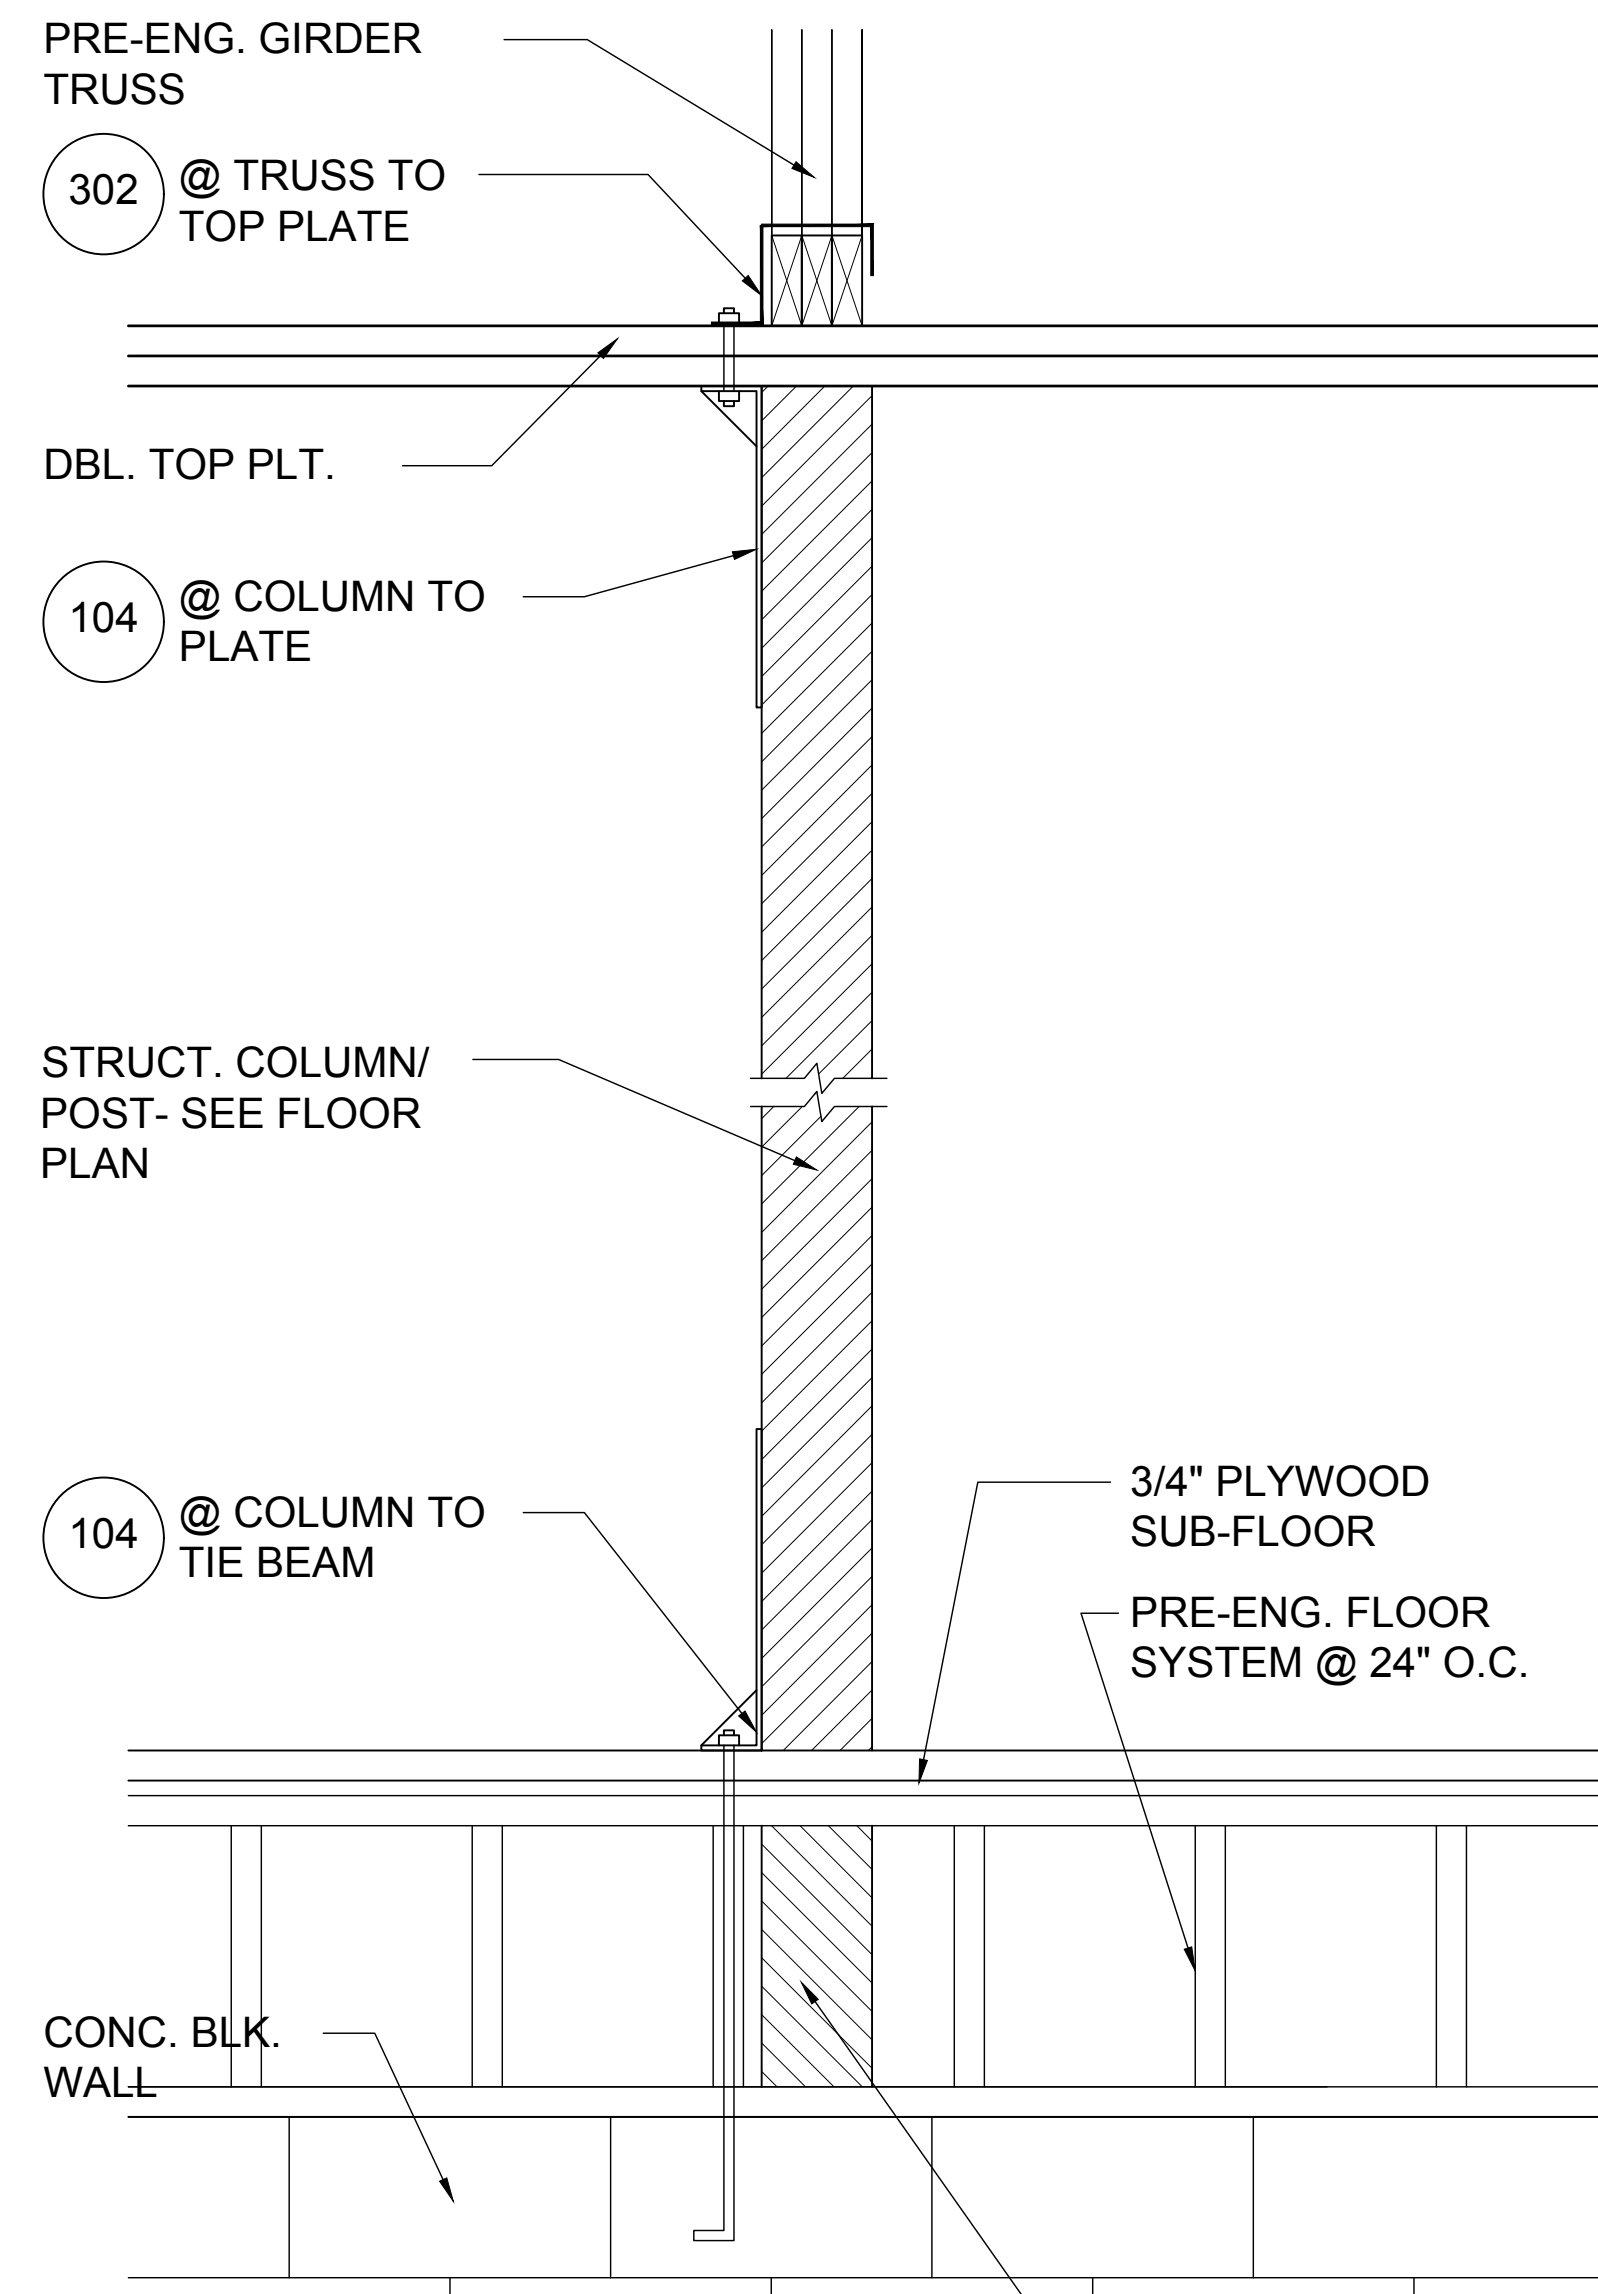 PRE-ENG. GIRDER
TRUSS
302
@ TRUSS TO
TOP PLATE
DBL. TOP PLT.
104
@ COLUMN TO
PLATE
STRUCT. COLUMN/
POST- SEE FLOOR
PLAN
104
@ COLUMN TO
TIE BEAM
3/4" PLYWOOD
SUB-FLOOR
PRE-ENG. FLOOR
SYSTEM @ 24" O.C.
CONC. BLK.
WALL